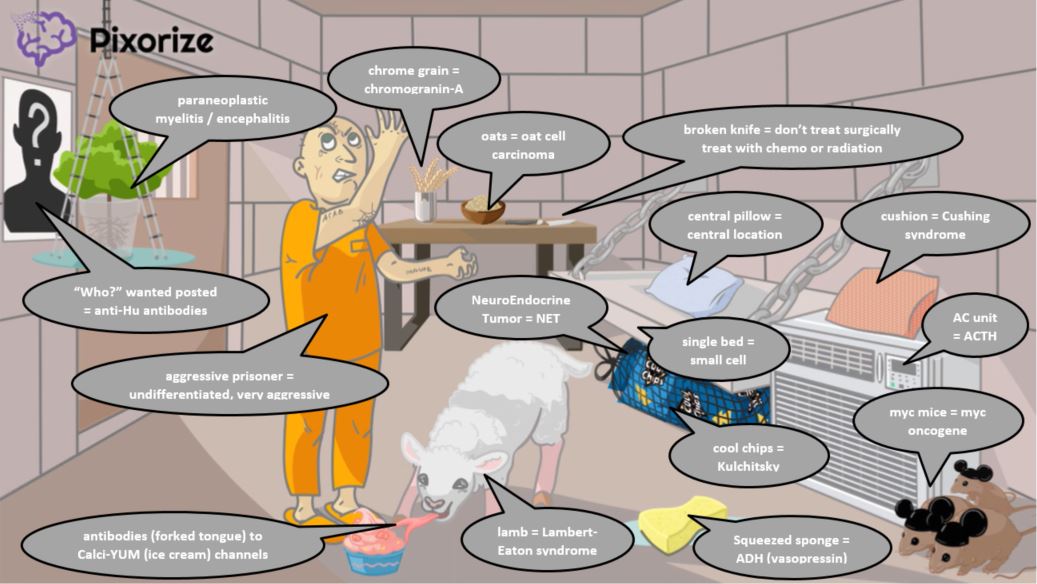 Pixorize
chrome grain =
chromogranin-A
paraneoplastic
myelitis / encephalitis
oats = oat cell
carcinoma
broken knife = don't treat surgically
treat with chemo or radiation
central pillow =
central location
cushion = Cushing
syndrome
?
ACAB
"Who?" wanted posted
= anti-Hu antibodies
NeuroEndocrine
Tumor = NET
AC unit
= ACTH
single bed =
small cell
aggressive prisoner =
undifferentiated, very aggressive
Cool
Chips
myc mice = myc
oncogene
cool chips =
Kulchitsky
antibodies (forked tongue) to
Calci-YUM (ice cream) channels
lamb = Lambert-
Eaton syndrome
Squeezed sponge =
ADH (vasopressin)